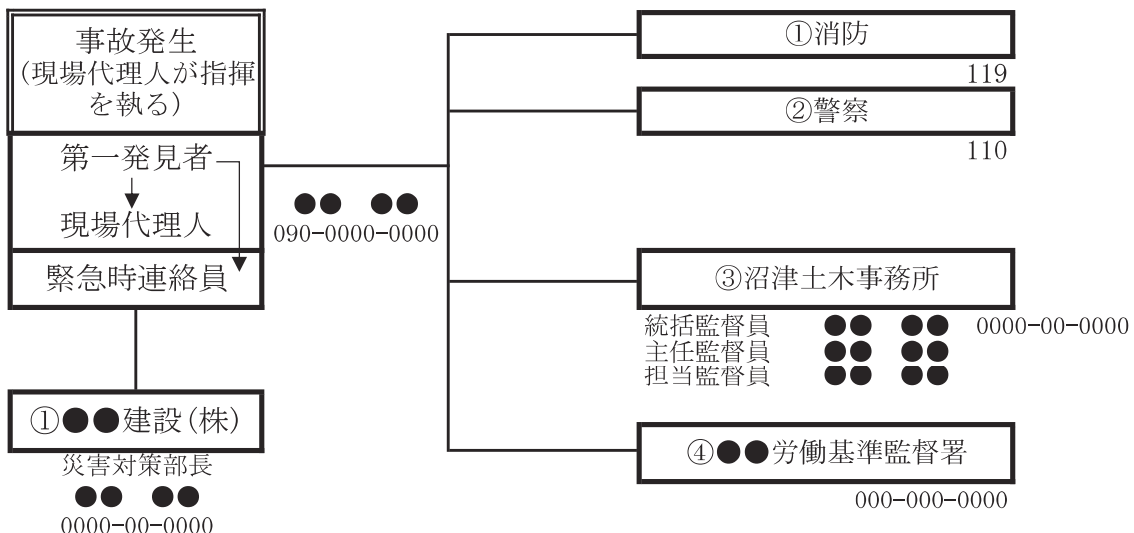 事故発生
(現場代理人が指揮
を執る)
第一発見者
現場代理人
緊急時連絡員
●●　●●
090-0000-0000
①●●建設(株)
災害対策部長
●●　●●
0000-00-0000
①消防
119
②警察
110
③沼津土木事務所
統括監督員　●●　●●　0000-00-0000
主任監督員　●●　●●
担当監督員　●●　●●
④●●労働基準監督署
000-000-0000